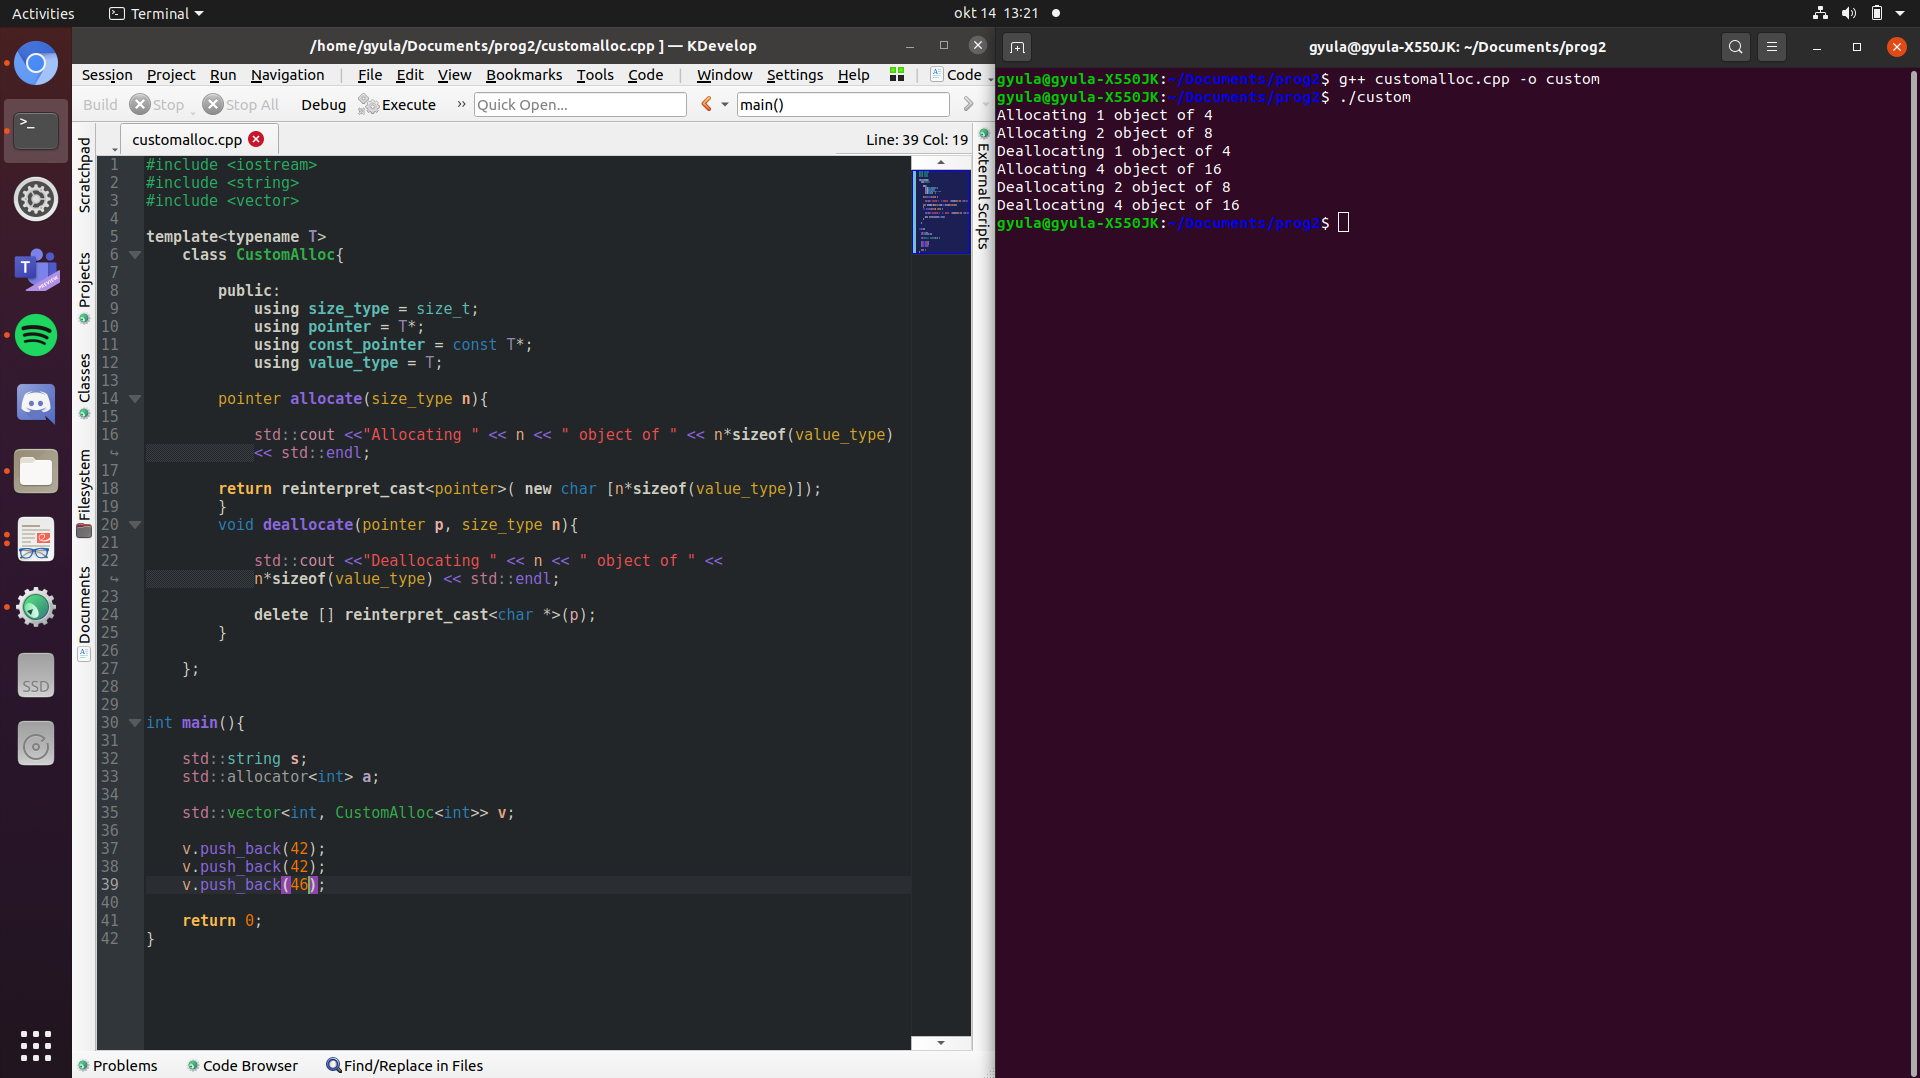 Activities
Terminal
okt 14 13:21
/home/gyula/Documents/prog2/customalloc.cpp ] — KDevelop
Session Project Run Navigation | File Edit View Bookmarks Tools Code | Window Settings Help Code
Build Stop Stop All Debug Execute » Quick Open... main()
customalloc.cpp
Line: 39 Col: 19
Scratchpad
Projects
Classes
Filesystem
Documents
External Scripts
1 #include <iostream>
2 #include <string>
3 #include <vector>
4
5 template<typename T>
6 class CustomAlloc{
7
8 public:
9 using size_type = size_t;
10 using pointer = T*;
11 using const_pointer = const T*;
12 using value_type = T;
13
14 pointer allocate(size_type n){
15
16 std::cout <<"Allocating " << n << " object of " << n*sizeof(value_type)
<< std::endl;
17
18 return reinterpret_cast<pointer>( new char [n*sizeof(value_type)]);
19 }
20 void deallocate(pointer p, size_type n){
21
22 std::cout <<"Deallocating " << n << " object of " <<
n*sizeof(value_type) << std::endl;
23
24 delete [] reinterpret_cast<char *>(p);
25 }
26
27 };
28
29
30 int main(){
31
32 std::string s;
33 std::allocator<int> a;
34
35 std::vector<int, CustomAlloc<int>> v;
36
37 v.push_back(42);
38 v.push_back(42);
39 v.push_back(46);
40
41 return 0;
42 }
Problems Code Browser Find/Replace in Files
gyula@gyula-X550JK: ~/Documents/prog2
gyula@gyula-X550JK:~/Documents/prog2$ g++ customalloc.cpp -o custom
gyula@gyula-X550JK:~/Documents/prog2$ ./custom
Allocating 1 object of 4
Allocating 2 object of 8
Deallocating 1 object of 4
Allocating 4 object of 16
Deallocating 2 object of 8
Deallocating 4 object of 16
gyula@gyula-X550JK:~/Documents/prog2$
>_
T
PREVIEW
SSD